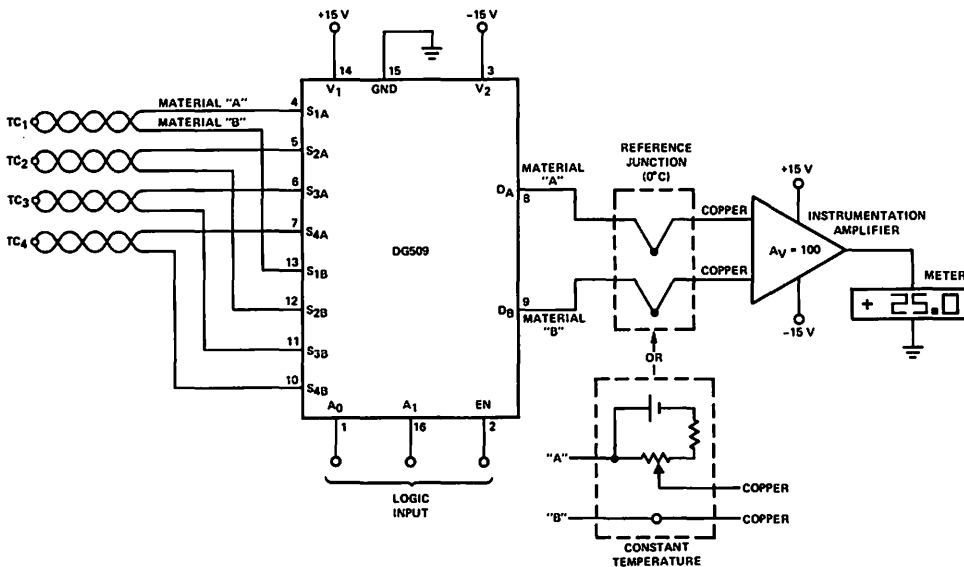 +15 V
-15 V
14
15
3
V1
GND
V2
TC1
MATERIAL "A"
MATERIAL "B"
4
S1A
TC2
5
S2A
TC3
6
S3A
TC4
7
S4A
13
S1B
12
S2B
11
S3B
10
S4B
DG509
DA
8
MATERIAL
"A"
DB
9
MATERIAL
"B"
A0
A1
EN
1
16
2
LOGIC
INPUT
REFERENCE
JUNCTION
(0°C)
COPPER
COPPER
+15 V
INSTRUMENTATION
AMPLIFIER
AV = 100
-15 V
METER
+ 25.0
OR
"A"
COPPER
"B"
COPPER
CONSTANT
TEMPERATURE